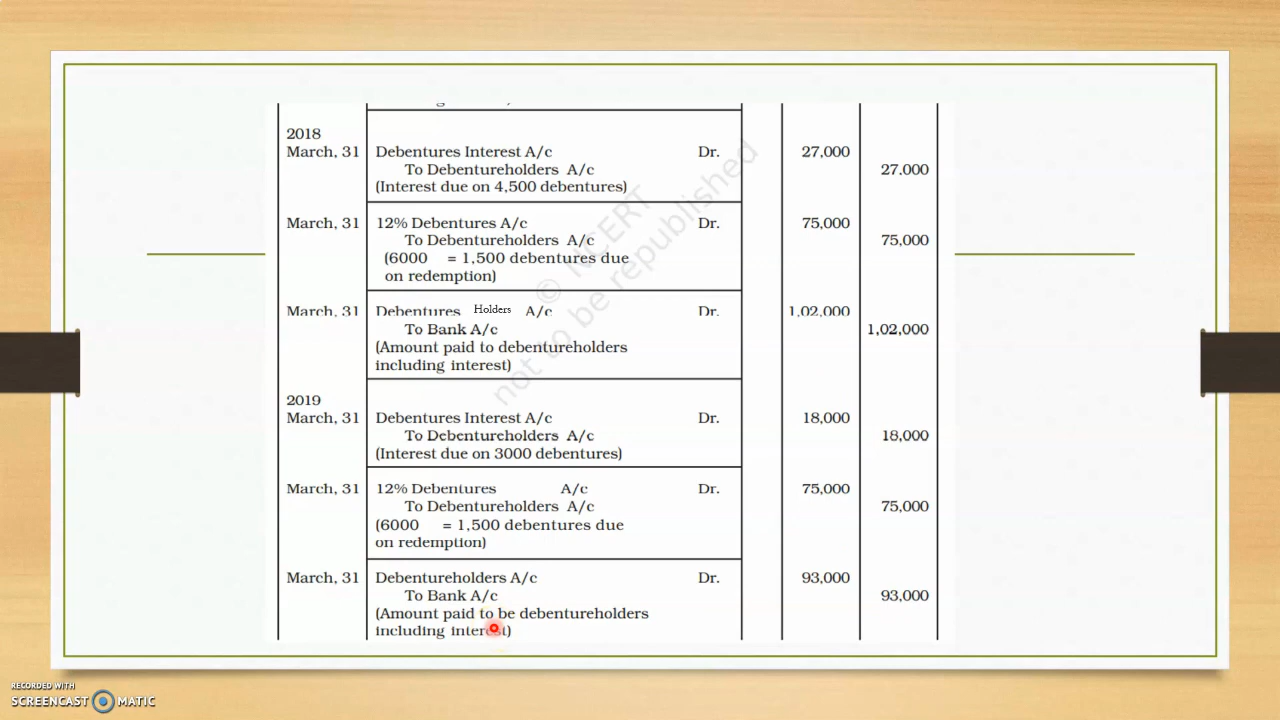 2018
March, 31 Debentures Interest A/c Dr. 27,000
To Debentureholders A/c 27.000
(Interest due on 4,500 debentures)
March, 31 12% Debentures A/c Dr. 75,000
To Debentureholders A/c 75,000
(6000 = 1,500 debentures due
on redemption)
March, 31 Debentures Holders A/c Dr. 1,02,000
To Bank A/c 1,02,000
(Amount paid to debentureholders
including interest)
2019
March, 31 Debentures Interest A/c Dr. 18,000
To Debentureholders A/c 18,000
(Interest due on 3000 debentures)
March, 31 12% Debentures A/c Dr. 75,000
To Debentureholders A/c 75,000
(6000 = 1,500 debentures due
on redemption)
March, 31 Debentureholders A/c Dr. 93,000
To Bank A/c 93,000
(Amount paid to be debentureholders
including interest)
© NCERT
not to be republished
RECORDED WITH
SCREENCAST MATIC